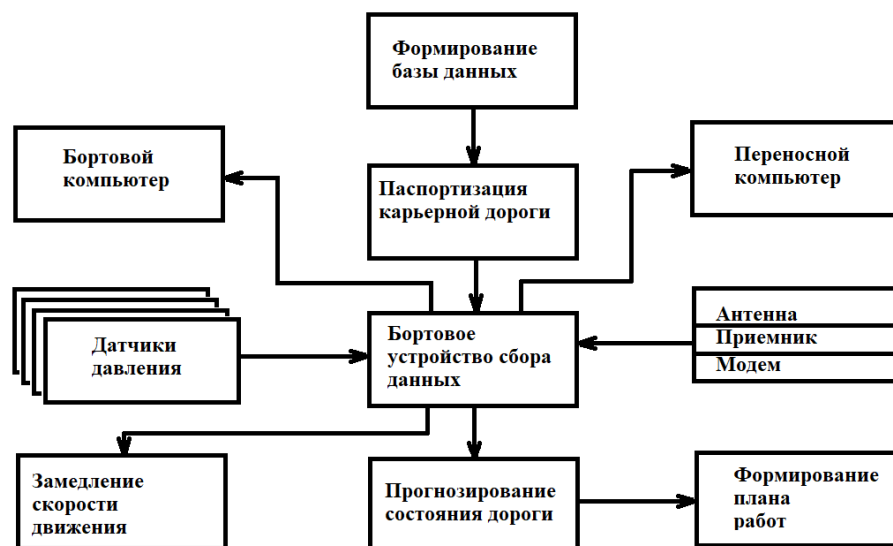 Формирование
базы данных
Бортовой
компьютер
Паспортизация
карьерной дороги
Переносной
компьютер
Датчики
давления
Бортовое
устройство сбора
данных
Антенна
Приемник
Модем
Замедление
скорости
движения
Прогнозирование
состояния дороги
Формирование
плана
работ